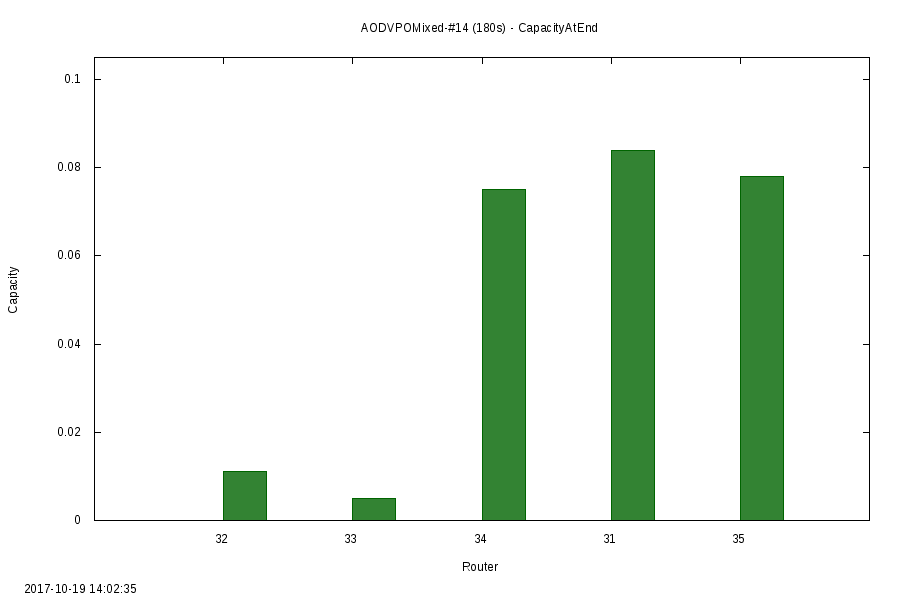 AODVPOMixed-#14 (180s) - CapacityAtEnd
0.1
0.08
0.06
0.04
0.02
0
Capacity
32 33 34 31 35
Router
2017-10-19 14:02:35